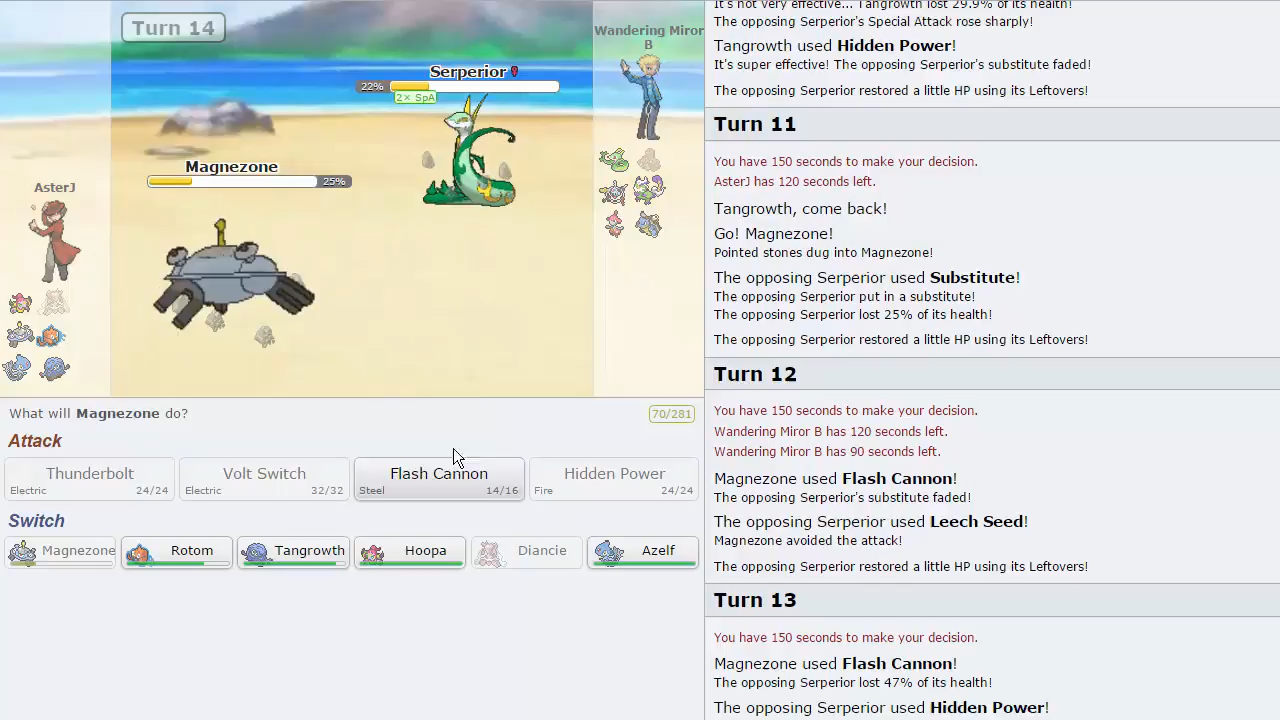 Turn 14
Wandering Miror
B
Serperior
22%
2× SpA
Magnezone
25%
AsterJ
What will Magnezone do?
70/281
Attack
Thunderbolt
Electric 24/24
Volt Switch
Electric 32/32
Flash Cannon
Steel 14/16
Hidden Power
Fire 24/24
Switch
Magnezone
Rotom
Tangrowth
Hoopa
Diancie
Azelf
It's not very effective... Tangrowth lost 29.9% of its health!
The opposing Serperior's Special Attack rose sharply!
Tangrowth used Hidden Power!
It's super effective! The opposing Serperior's substitute faded!
The opposing Serperior restored a little HP using its Leftovers!
Turn 11
You have 150 seconds to make your decision.
AsterJ has 120 seconds left.
Tangrowth, come back!
Go! Magnezone!
Pointed stones dug into Magnezone!
The opposing Serperior used Substitute!
The opposing Serperior put in a substitute!
The opposing Serperior lost 25% of its health!
The opposing Serperior restored a little HP using its Leftovers!
Turn 12
You have 150 seconds to make your decision.
Wandering Miror B has 120 seconds left.
Wandering Miror B has 90 seconds left.
Magnezone used Flash Cannon!
The opposing Serperior's substitute faded!
The opposing Serperior used Leech Seed!
Magnezone avoided the attack!
The opposing Serperior restored a little HP using its Leftovers!
Turn 13
You have 150 seconds to make your decision.
Magnezone used Flash Cannon!
The opposing Serperior lost 47% of its health!
The opposing Serperior used Hidden Power!